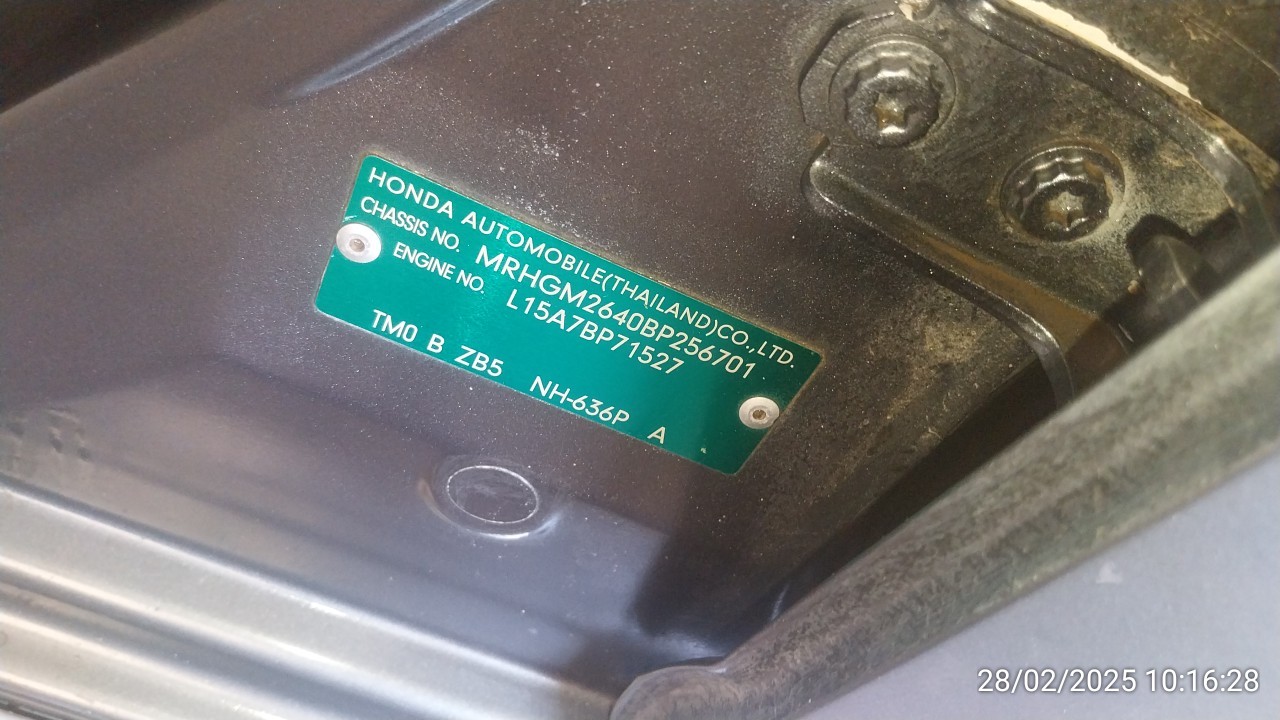 HONDA AUTOMOBILE(THAILAND)CO.,LTD.
CHASSIS NO. MRHGM2640BP256701
ENGINE NO. L15A7BP71527
TM0 B ZB5 NH-636P A
28/02/2025 10:16:28